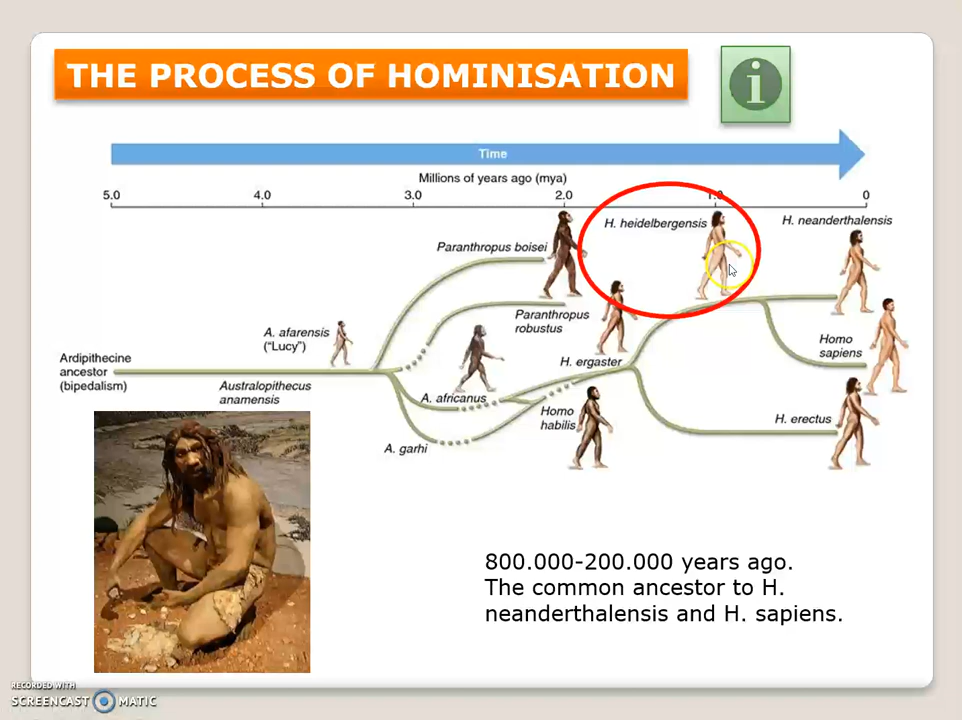 THE PROCESS OF HOMINISATION
i
Time
Millions of years ago (mya)
5.0 4.0 3.0 2.0 1.0 0
H. heidelbergensis
H. neanderthalensis
Paranthropus boisei
Paranthropus
robustus
A. afarensis
("Lucy")
Homo
sapiens
Ardipithecine
ancestor
(bipedalism)
H. ergaster
Australopithecus
anamensis
A. africanus
Homo
habilis
H. erectus
A. garhi
800.000-200.000 years ago.
The common ancestor to H.
neanderthalensis and H. sapiens.
RECORDED WITH
SCREENCAST MATIC